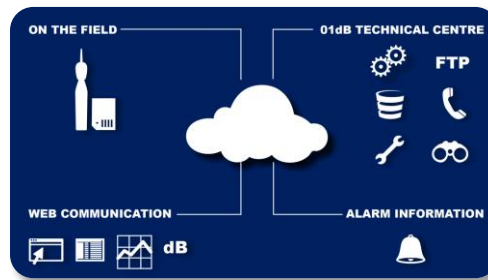 ON THE FIELD
01dB TECHNICAL CENTRE
FTP
WEB COMMUNICATION
ALARM INFORMATION
dB